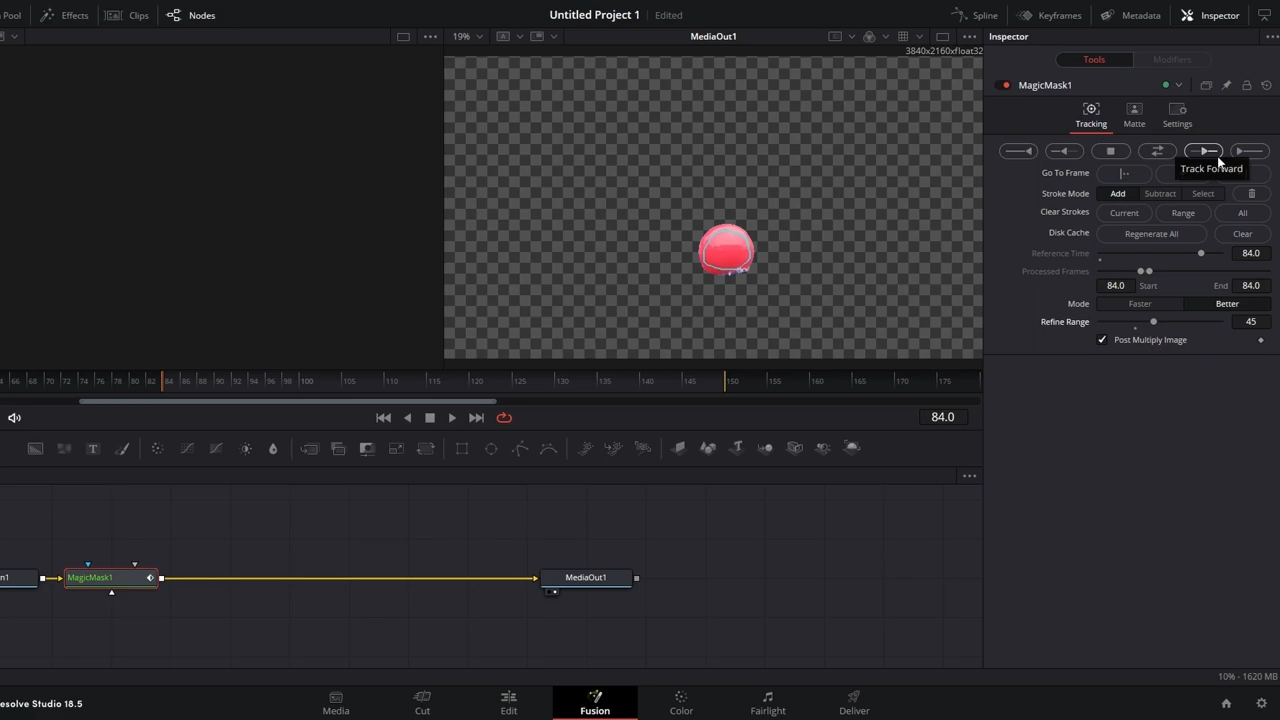 Pool Effects Clips Nodes Untitled Project 1 Edited Spline Keyframes Metadata Inspector
19% MediaOut1 Inspector
3840x2160xfloat32
Tools Modifiers
MagicMask1
Tracking Matte Settings
Track Forward
Go To Frame
Stroke Mode Add Subtract Select
Clear Strokes Current Range All
Disk Cache Regenerate All Clear
Reference Time 84.0
Processed Frames
84.0 Start End 84.0
Mode Faster Better
Refine Range 45
Post Multiply Image
66 68 70 72 74 76 78 80 82 84 86 88 90 92 94 96 98 100 105 110 115 120 125 130 135 140 145 150 155 160 165 170 175
84.0
T T
n1 MagicMask1 MediaOut1
10% - 1620 MB
esolve Studio 18.5 Media Cut Edit Fusion Color Fairlight Deliver